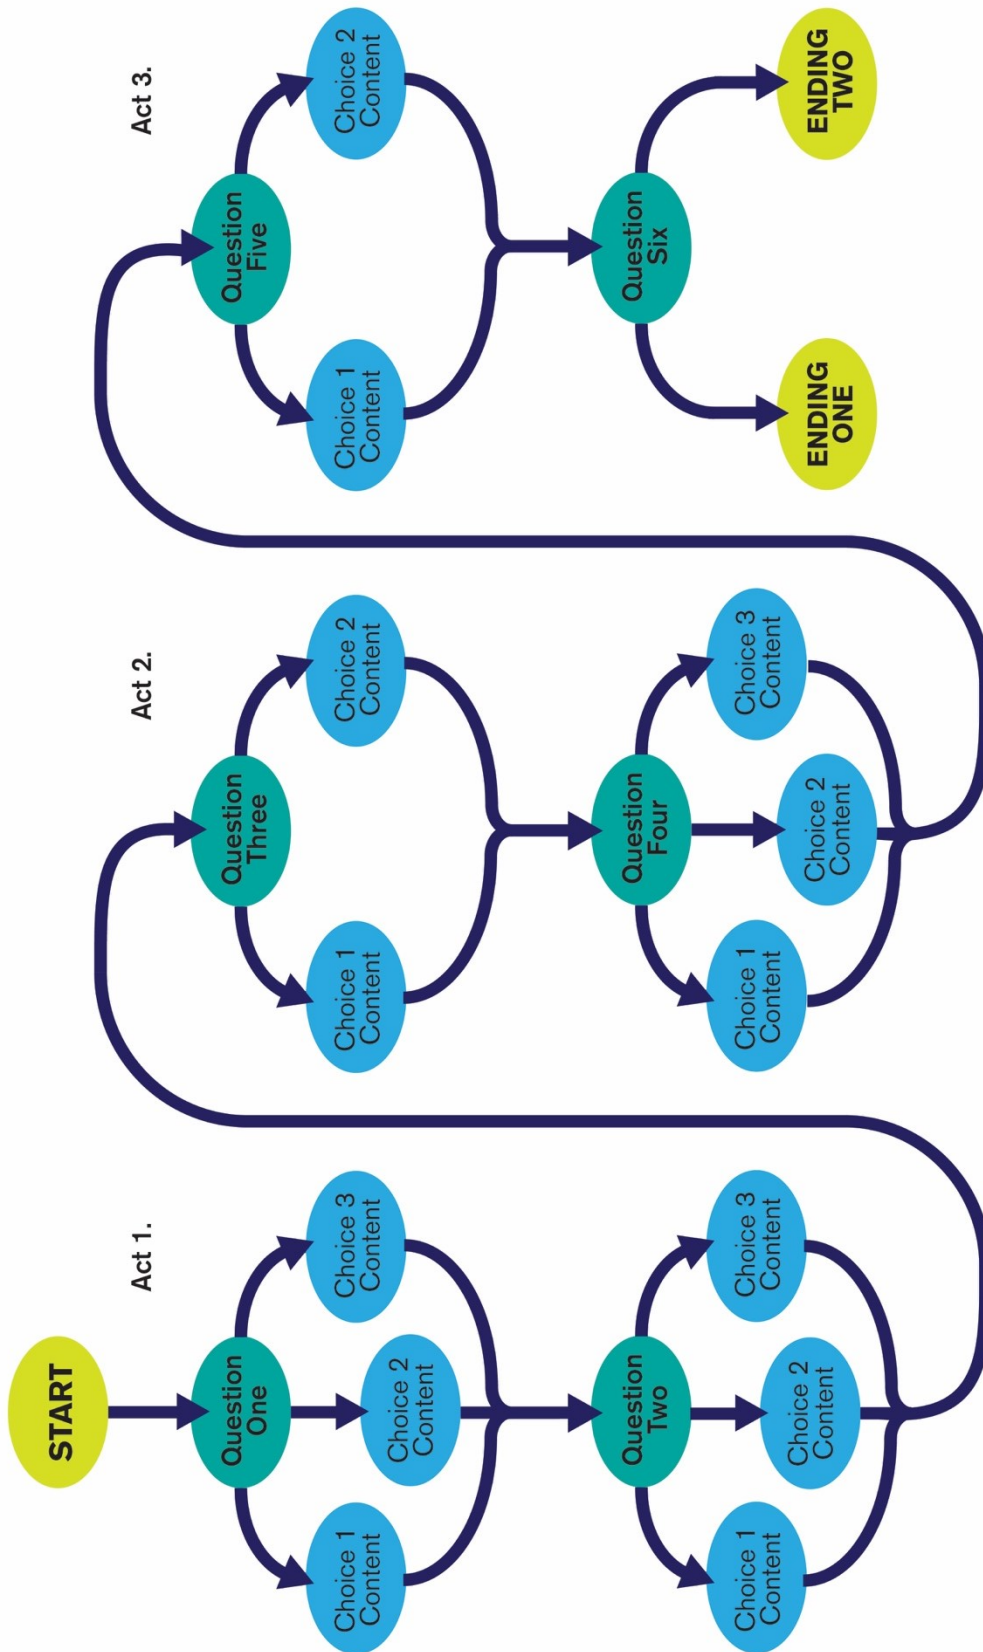 START
Act 1.
Question
One
Choice 1
Content
Choice 2
Content
Choice 3
Content
Question
Two
Choice 1
Content
Choice 2
Content
Choice 3
Content
Act 2.
Question
Three
Choice 1
Content
Choice 2
Content
Question
Four
Choice 1
Content
Choice 2
Content
Choice 3
Content
Act 3.
Question
Five
Choice 1
Content
Choice 2
Content
Question
Six
ENDING
ONE
ENDING
TWO